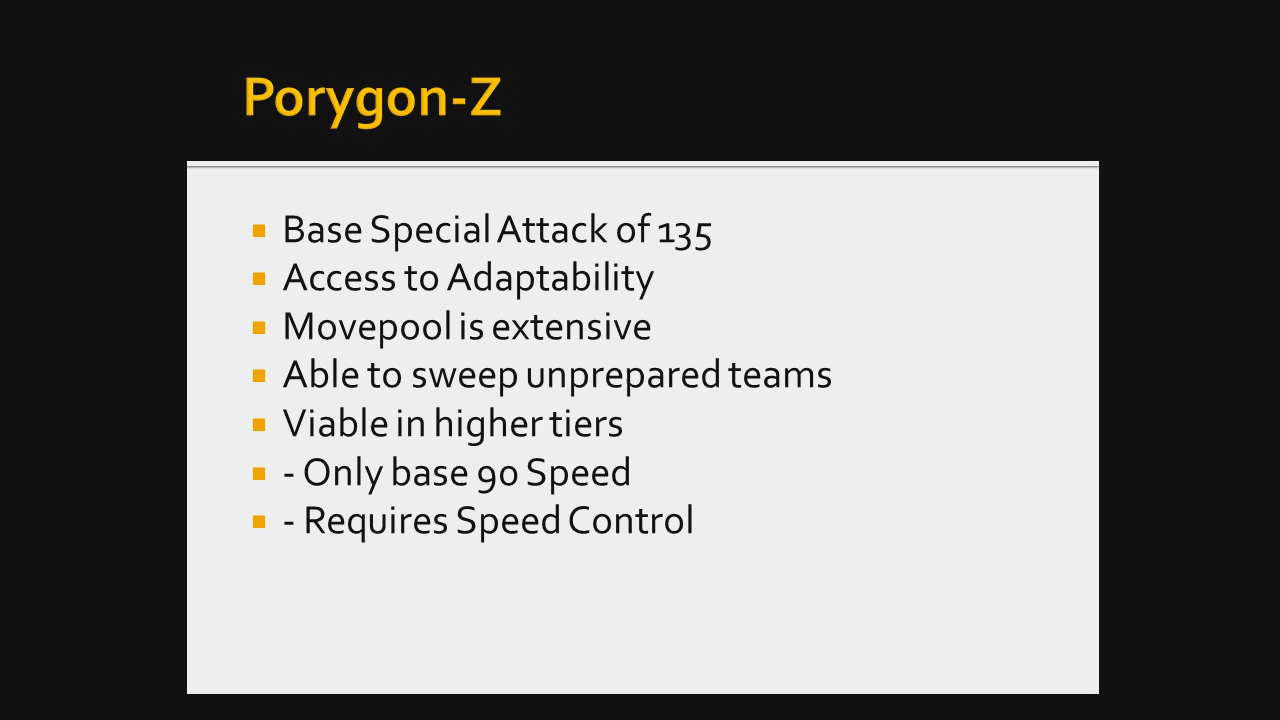 Porygon-Z
Base Special Attack of 135
Access to Adaptability
Movepool is extensive
Able to sweep unprepared teams
Viable in higher tiers
- Only base 90 Speed
- Requires Speed Control